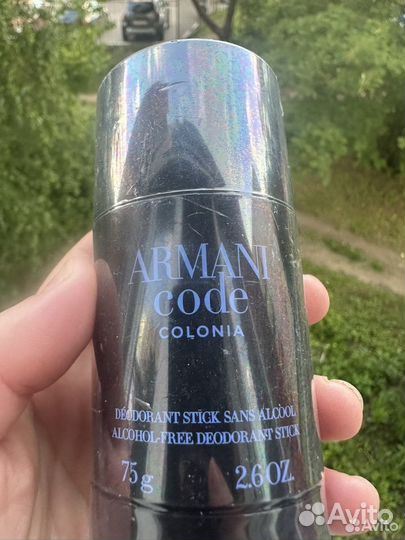 ARMANI
code
COLONIA
DEODORANT STICK SANS ALCOOL
ALCOHOL-FREE DEODORANT STICK
75 g 2.6 OZ.
Avito